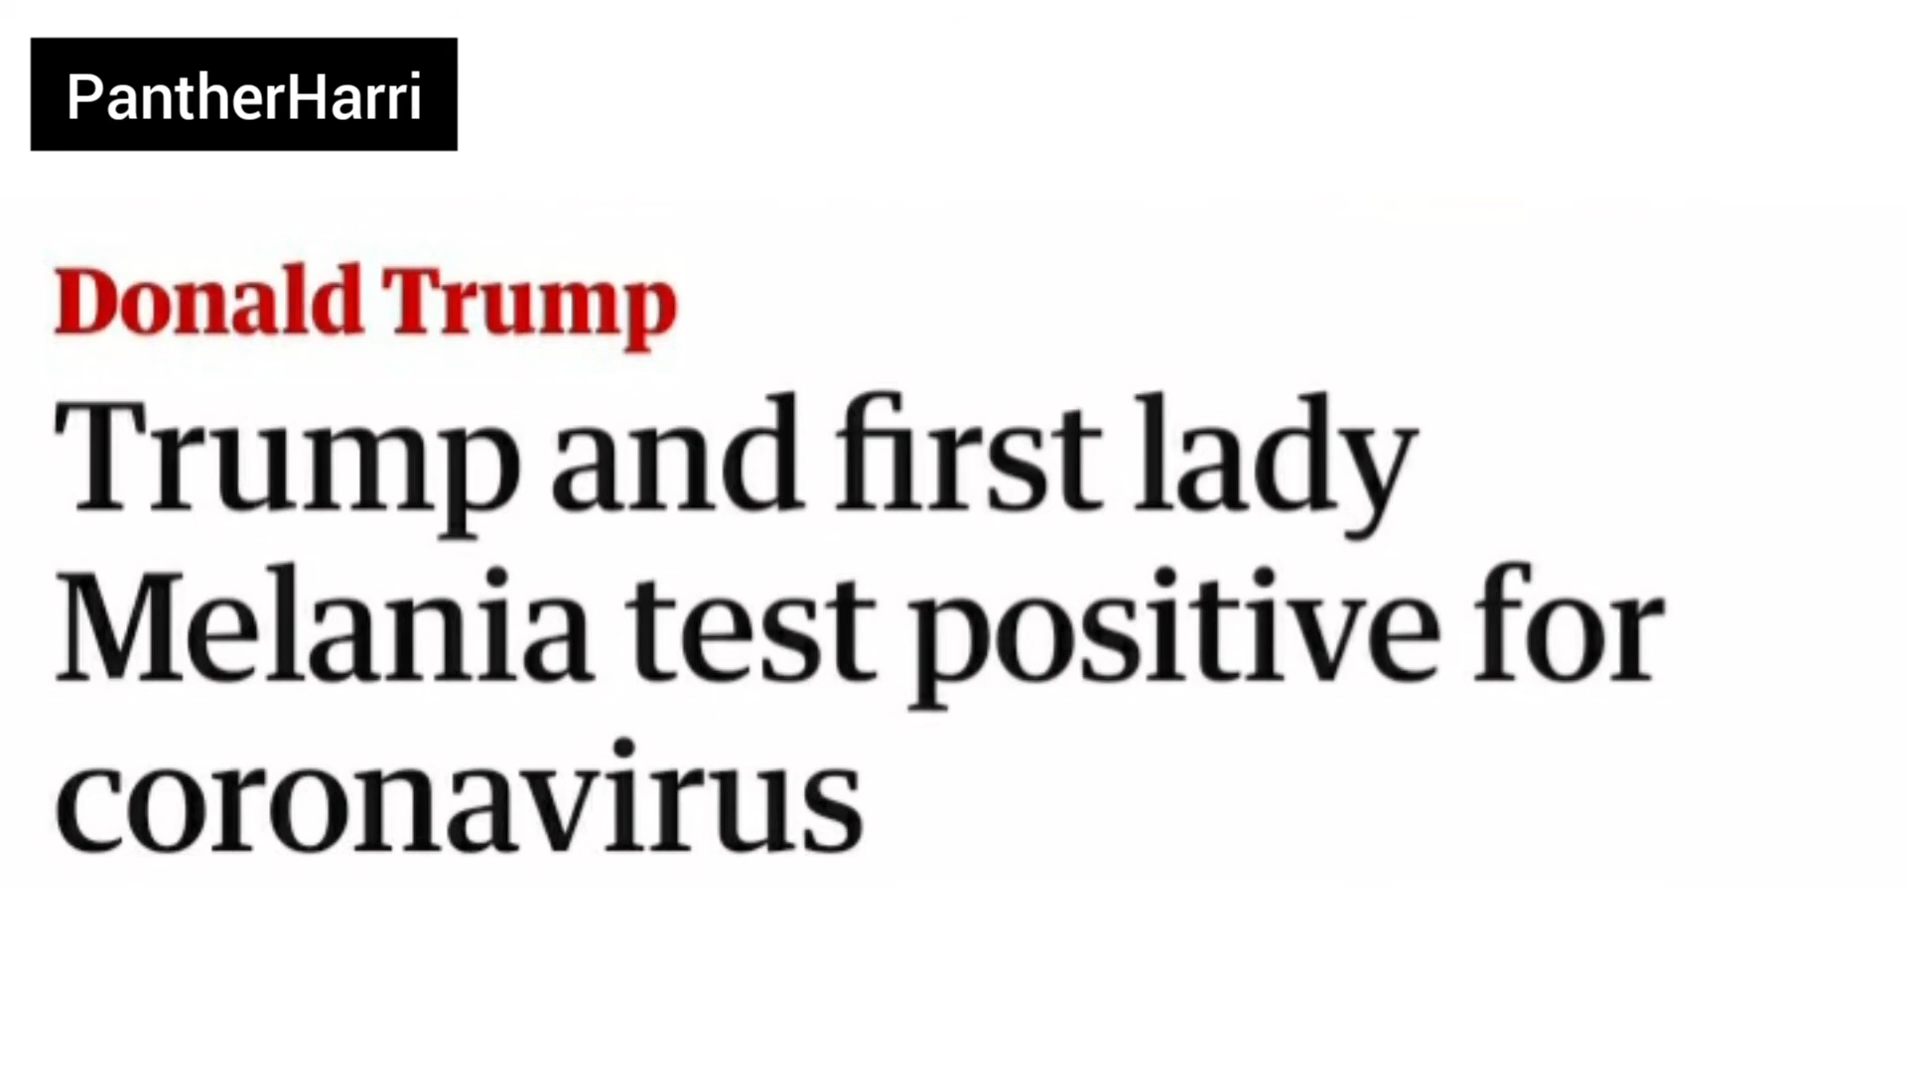 PantherHarri
Donald Trump
Trump and first lady
Melania test positive for
coronavirus